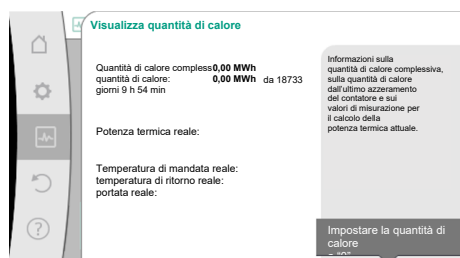 Visualizza quantità di calore
Quantità di calore compless0,00 MWh
quantità di calore: 0,00 MWh da 18733
giorni 9 h 54 min
Potenza termica reale:
Temperatura di mandata reale:
temperatura di ritorno reale:
portata reale:
Informazioni sulla
quantità di calore complessiva,
sulla quantità di calore
dall'ultimo azzeramento
del contatore e sui
valori di misurazione per
il calcolo della
potenza termica attuale.
Impostare la quantità di
calore
a "0"
?